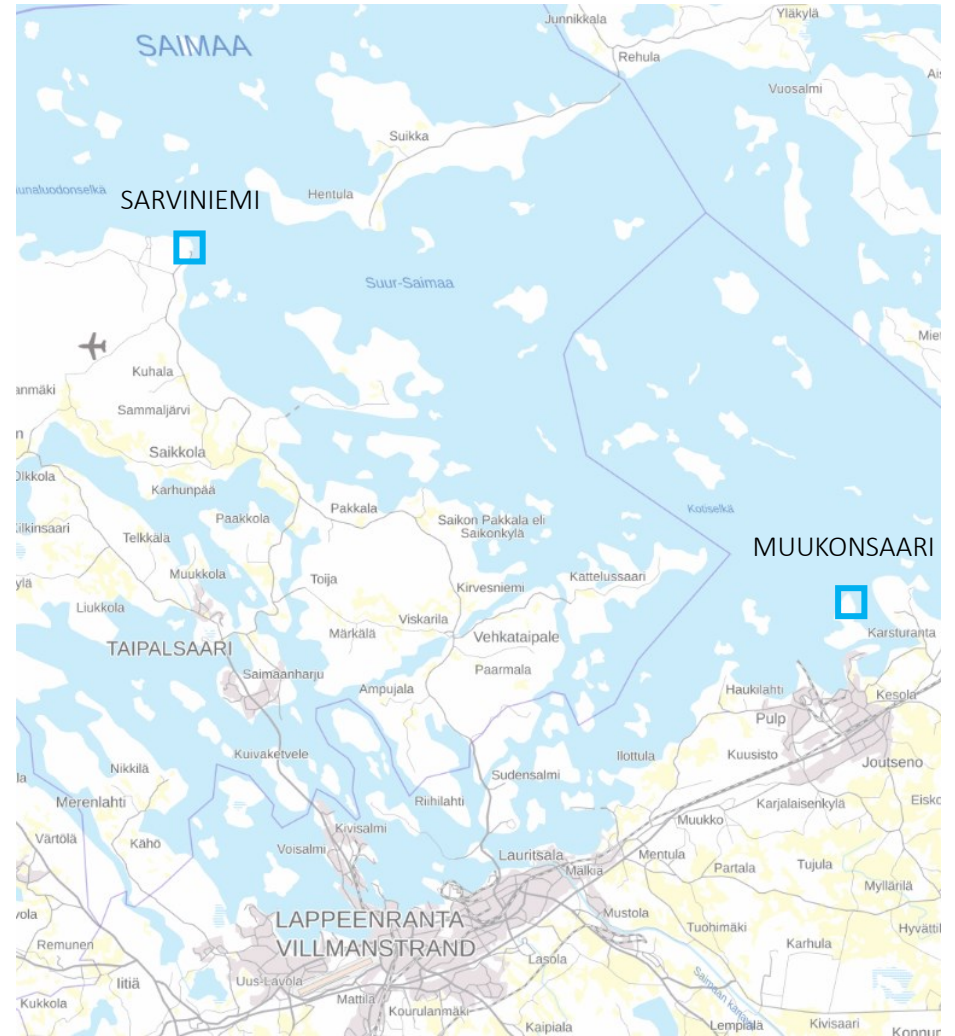 Junnikkala
Yläkylä
SAIMAA
Rehula
Vuosalmi
Suikka
Hentula
SARVINIEMI
Suur-Saimaa
Kuhala
Sammaljärvi
Saikkola
Karhunpää
Pakkala
Paakkola
Telkkälä
Saikon Pakkala eli
Saikonkylä
Kotiselkä
MUUKONSAARI
Muukkola
Toija
Kirvesniemi
Kattelussaari
Liukkola
Viskarila
Märkälä
Vehkataipale
Karsturanta
TAIPALSAARI
Saimaanharju
Paarmala
Ampujala
Haukilahti
Kesola
Pulp
Kuivaketvele
Ilottula
Kuusisto
Joutseno
Nikkilä
Sudensalmi
Merenlahti
Riihilahti
Karjalaisenkylä
Muukko
Kivisalmi
Värtölä
Kähö
Voisalmi
Lauritsala
Mälkiä
Mentula
Partala
Tujula
Myllärilä
LAPPEENRANTA
VILLMANSTRAND
Mustola
Tuohimäki
Remunen
Lasola
Karhula
Iitiä
Uus-Lavola
Mattila
Kukkola
Kourulanmäki
Kaipiala
Saimaan kanava
Lempiälä
Kivisaari